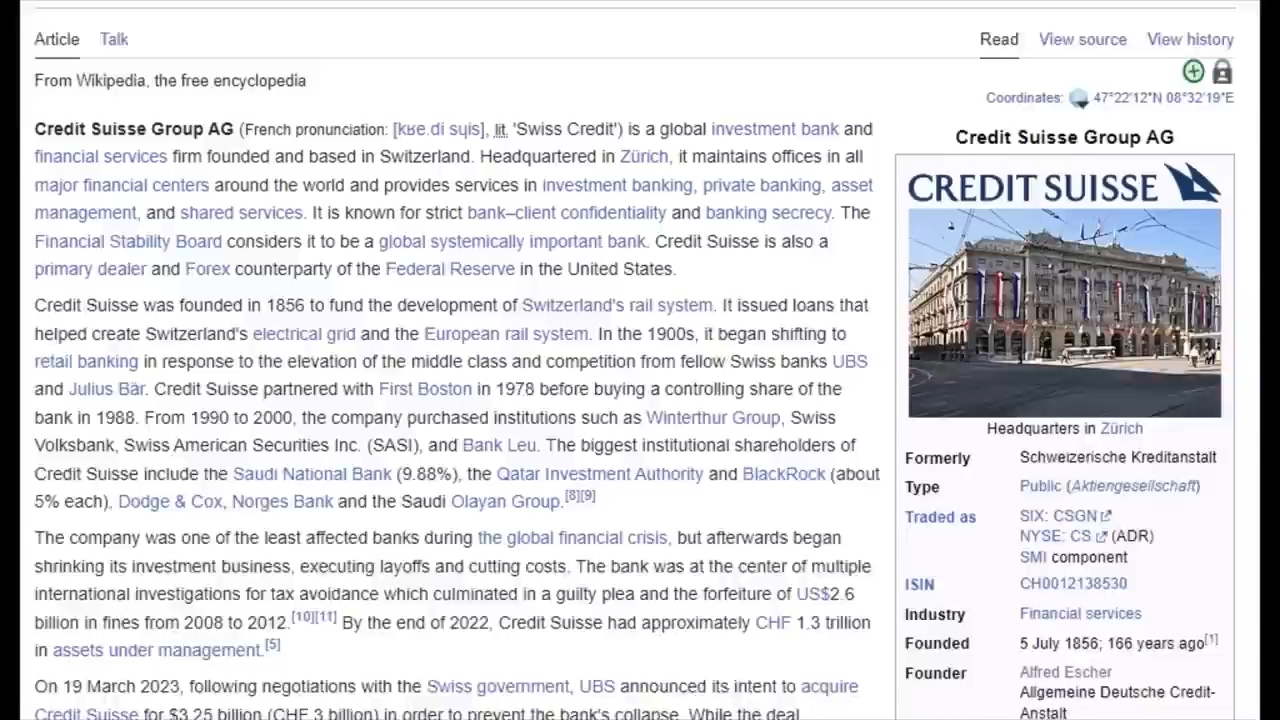 Article Talk Read View source View history
From Wikipedia, the free encyclopedia
Coordinates: 47°22′12″N 08°32′19″E
Credit Suisse Group AG (French pronunciation: [kʁe.di sɥis], lit. 'Swiss Credit') is a global investment bank and
financial services firm founded and based in Switzerland. Headquartered in Zürich, it maintains offices in all
major financial centers around the world and provides services in investment banking, private banking, asset
management, and shared services. It is known for strict bank–client confidentiality and banking secrecy. The
Financial Stability Board considers it to be a global systemically important bank. Credit Suisse is also a
primary dealer and Forex counterparty of the Federal Reserve in the United States.
Credit Suisse was founded in 1856 to fund the development of Switzerland's rail system. It issued loans that
helped create Switzerland's electrical grid and the European rail system. In the 1900s, it began shifting to
retail banking in response to the elevation of the middle class and competition from fellow Swiss banks UBS
and Julius Bär. Credit Suisse partnered with First Boston in 1978 before buying a controlling share of the
bank in 1988. From 1990 to 2000, the company purchased institutions such as Winterthur Group, Swiss
Volksbank, Swiss American Securities Inc. (SASI), and Bank Leu. The biggest institutional shareholders of
Credit Suisse include the Saudi National Bank (9.88%), the Qatar Investment Authority and BlackRock (about
5% each), Dodge & Cox, Norges Bank and the Saudi Olayan Group.[8][9]
The company was one of the least affected banks during the global financial crisis, but afterwards began
shrinking its investment business, executing layoffs and cutting costs. The bank was at the center of multiple
international investigations for tax avoidance which culminated in a guilty plea and the forfeiture of US$2.6
billion in fines from 2008 to 2012.[10][11] By the end of 2022, Credit Suisse had approximately CHF 1.3 trillion
in assets under management.[5]
On 19 March 2023, following negotiations with the Swiss government, UBS announced its intent to acquire
Credit Suisse for $3.25 billion (CHF 3 billion) in order to prevent the bank's collapse. While the deal
Credit Suisse Group AG
CREDIT SUISSE
Headquarters in Zürich
Formerly Schweizerische Kreditanstalt
Type Public (Aktiengesellschaft)
Traded as SIX: CSGN
NYSE: CS (ADR)
SMI component
ISIN CH0012138530
Industry Financial services
Founded 5 July 1856; 166 years ago[1]
Founder Alfred Escher
Allgemeine Deutsche Credit-
Anstalt